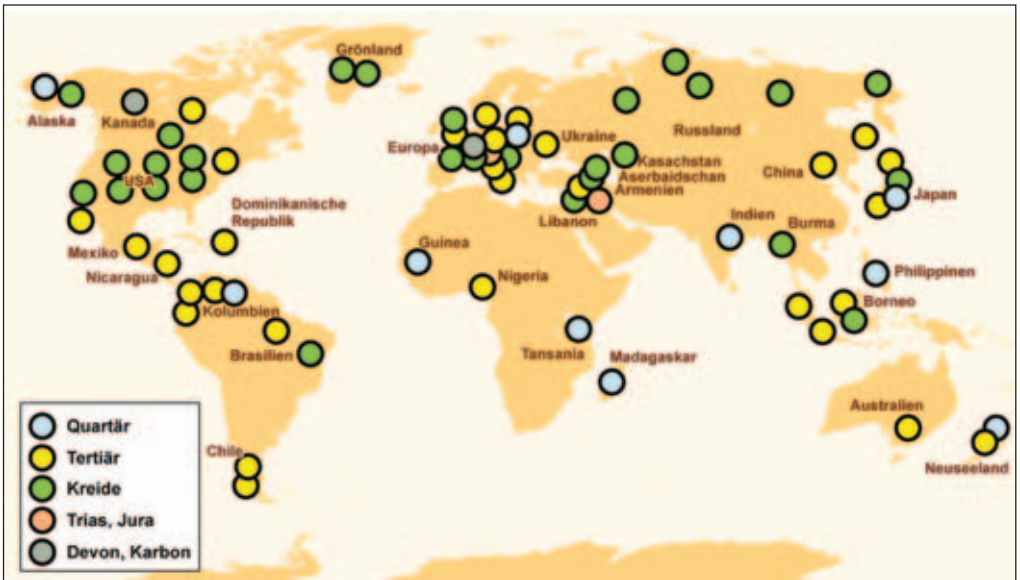 Grönland
Alaska
Kanada
USA
Mexiko
Nicaragua
Dominikanische
Republik
Kolumbien
Brasilien
Chile
Europa
Ukraine
Russland
Kasachstan
Aserbaidschan
Armenien
Libanon
Guinea
Nigeria
Tansania
Madagaskar
China
Japan
Indien
Burma
Philippinen
Borneo
Australien
Neuseeland
Quartär
Tertiär
Kreide
Trias, Jura
Devon, Karbon